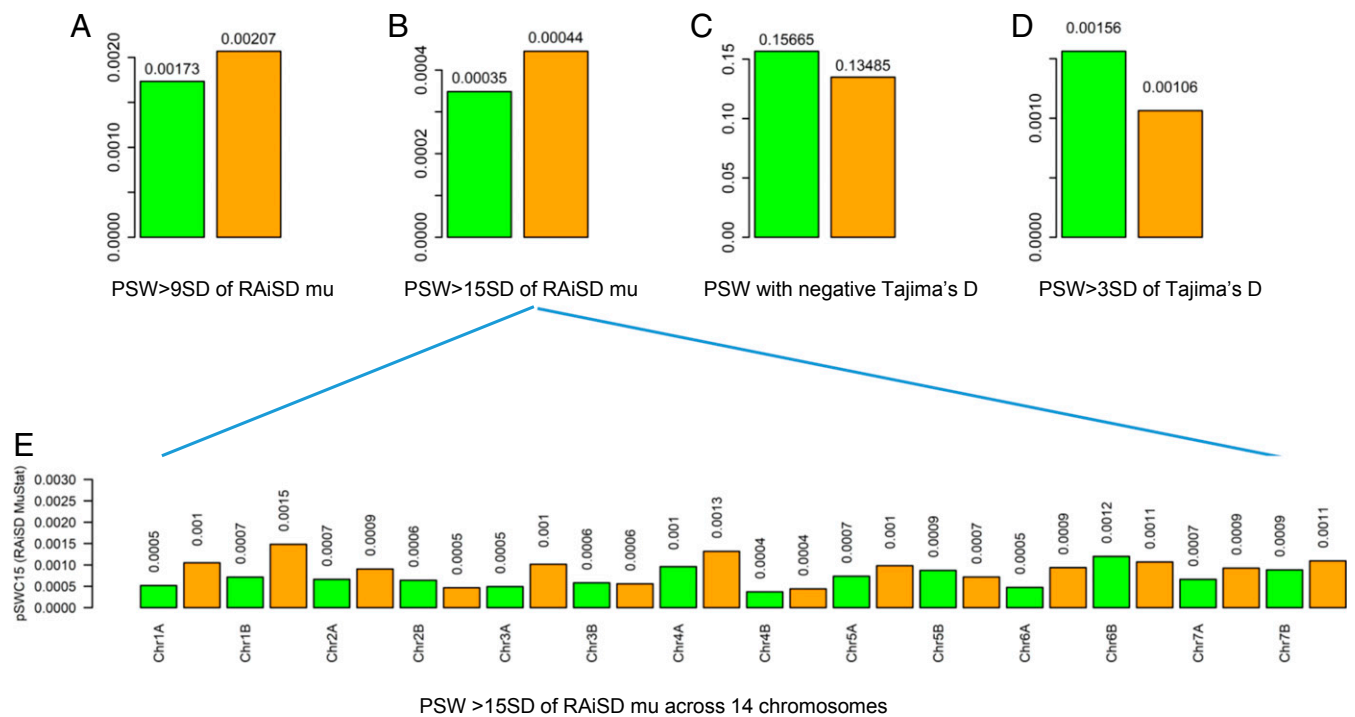 A
0.0000
0.0010
0.0020
0.00173
0.00207
PSW>9SD of RAiSD mu
B
0.0000
0.0002
0.0004
0.00035
0.00044
PSW>15SD of RAiSD mu
C
0.00
0.05
0.10
0.15
0.15665
0.13485
PSW with negative Tajima’s D
D
0.0000
0.0010
0.00156
0.00106
PSW>3SD of Tajima’s D
E
pSWC15 (RAiSD MuStat)
0.0030
0.0025
0.0020
0.0015
0.0010
0.0005
0.0000
0.0005
0.001
0.0007
0.0015
0.0007
0.0009
0.0006
0.0005
0.0005
0.001
0.0006
0.0006
0.001
0.0013
0.0004
0.0004
0.0007
0.001
0.0009
0.0007
0.0005
0.0009
0.0012
0.0011
0.0007
0.0009
0.0009
0.0011
Chr1A
Chr1B
Chr2A
Chr2B
Chr3A
Chr3B
Chr4A
Chr4B
Chr5A
Chr5B
Chr6A
Chr6B
Chr7A
Chr7B
PSW >15SD of RAiSD mu across 14 chromosomes